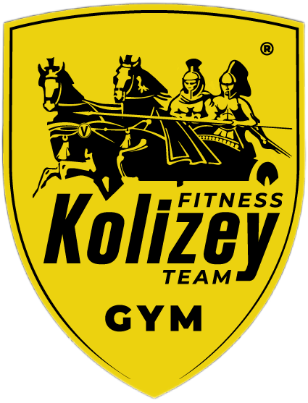 ®
FITNESS
Kolizey
TEAM
GYM